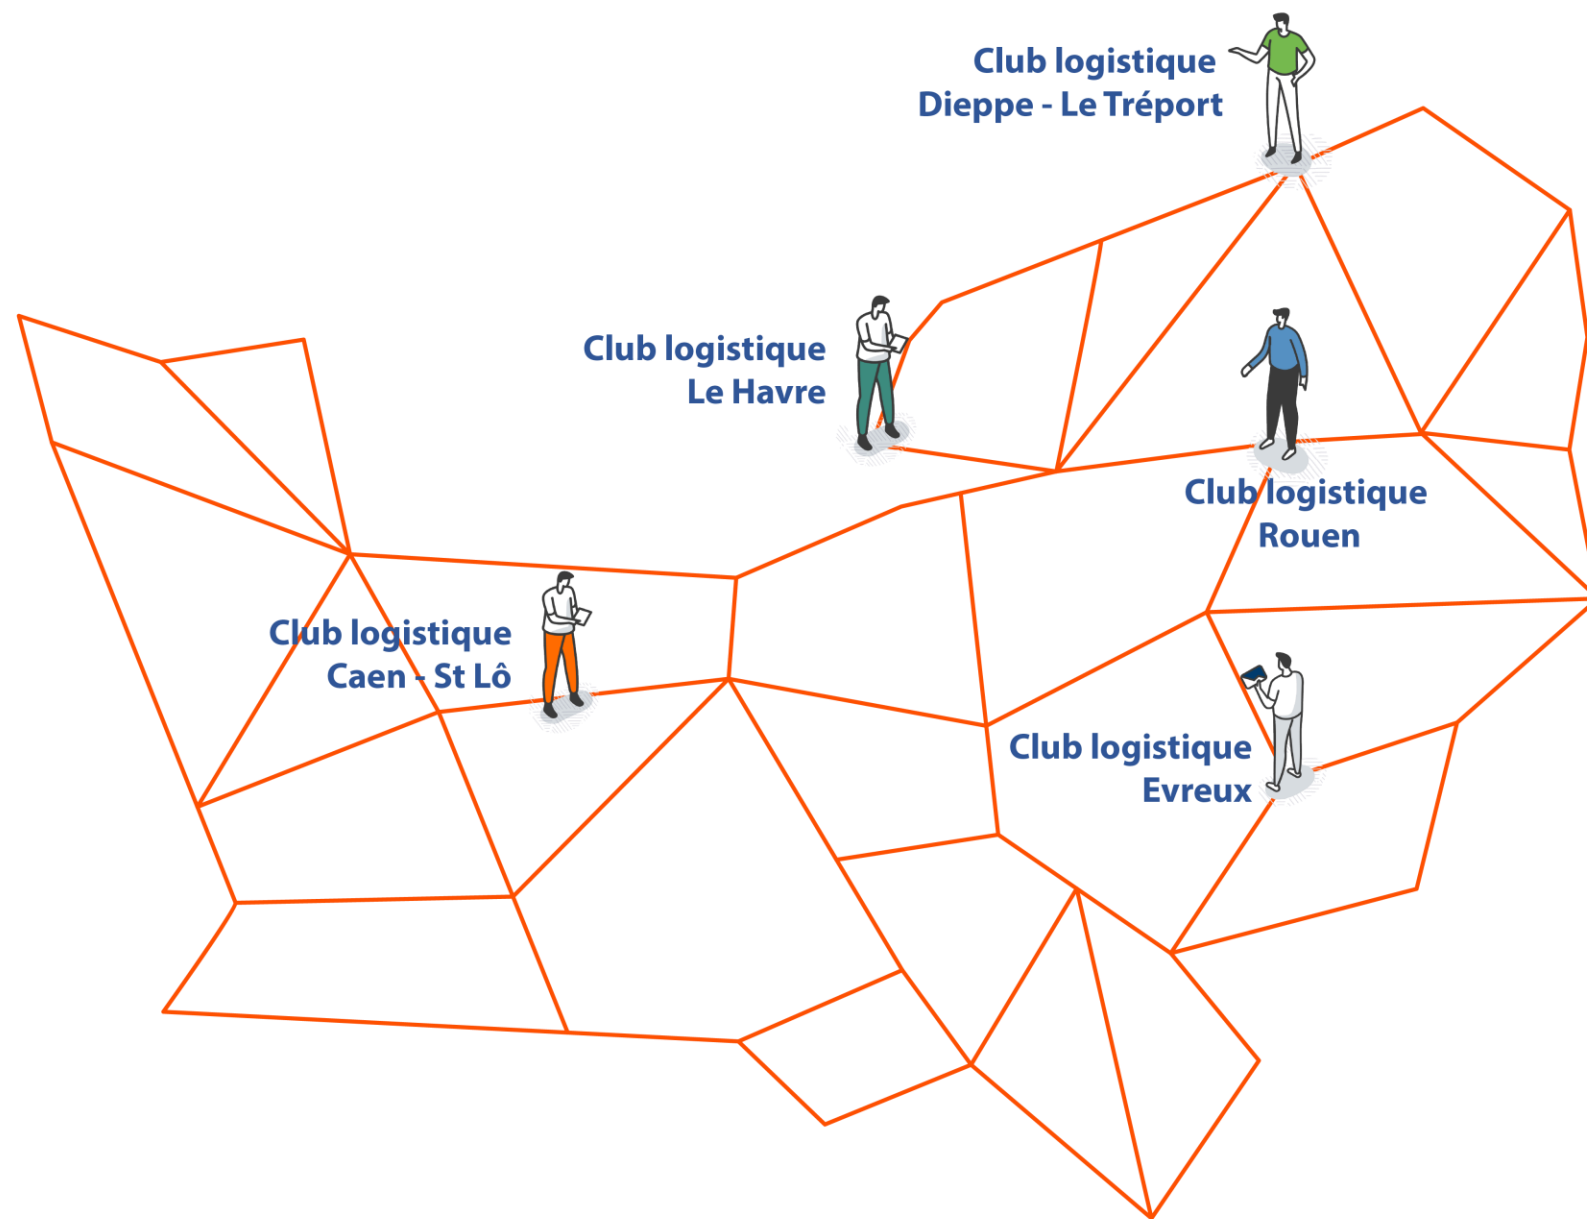 Club logistique
Dieppe - Le Tréport
Club logistique
Le Havre
Club logistique
Rouen
Club logistique
Caen - St Lô
Club logistique
Evreux